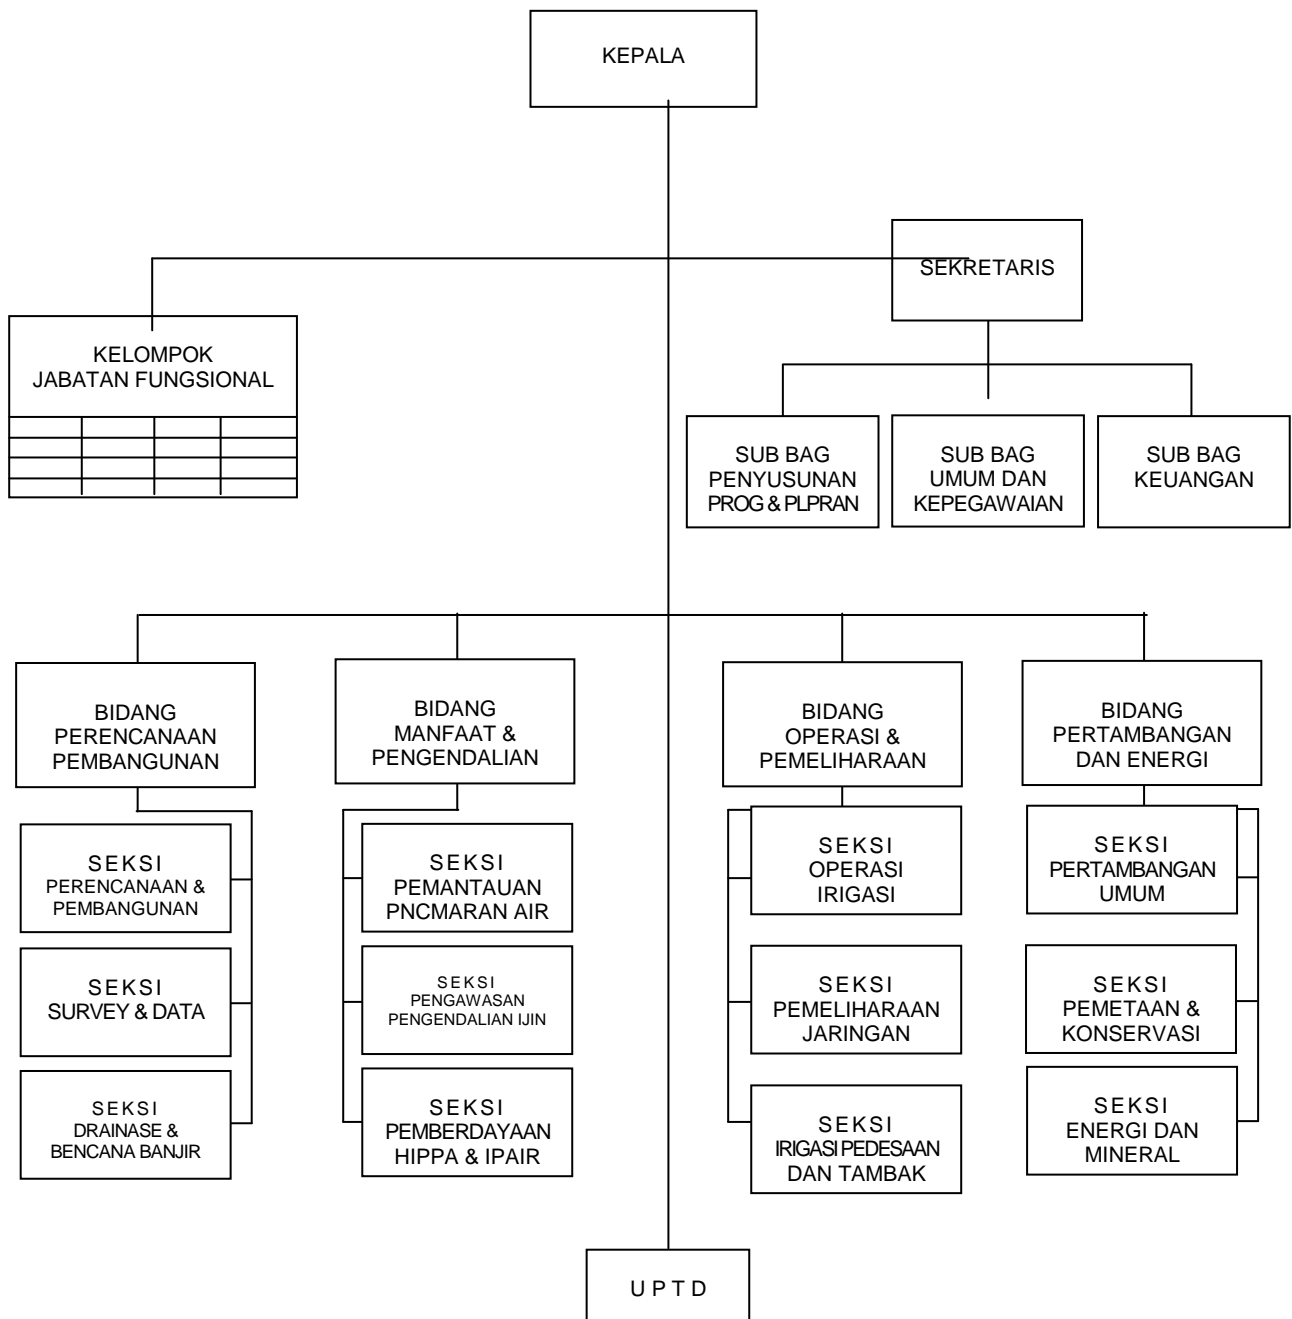 KEPALA
SEKRETARIS
KELOMPOK
JABATAN FUNGSIONAL
SUB BAG
PENYUSUNAN
PROG & PLPRAN
SUB BAG
UMUM DAN
KEPEGAWAIAN
SUB BAG
KEUANGAN
BIDANG
PERENCANAAN
PEMBANGUNAN
BIDANG
MANFAAT &
PENGENDALIAN
BIDANG
OPERASI &
PEMELIHARAAN
BIDANG
PERTAMBANGAN
DAN ENERGI
SEKSI
PERENCANAAN &
PEMBANGUNAN
SEKSI
PEMANTAUAN
PNCMARAN AIR
SEKSI
OPERASI
IRIGASI
SEKSI
PERTAMBANGAN
UMUM
SEKSI
SURVEY & DATA
SEKSI
PENGAWASAN
PENGENDALIAN IJIN
SEKSI
PEMELIHARAAN
JARINGAN
SEKSI
PEMETAAN &
KONSERVASI
SEKSI
DRAINASE &
BENCANA BANJIR
SEKSI
PEMBERDAYAAN
HIPPA & IPAIR
SEKSI
IRIGASI PEDESAAN
DAN TAMBAK
SEKSI
ENERGI DAN
MINERAL
U P T D